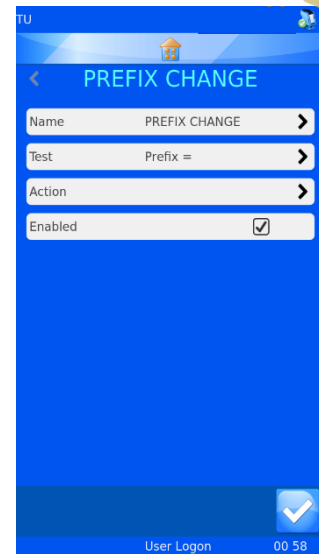 TU
PREFIX CHANGE
Name PREFIX CHANGE
Test Prefix =
Action
Enabled
User Logon 00 58